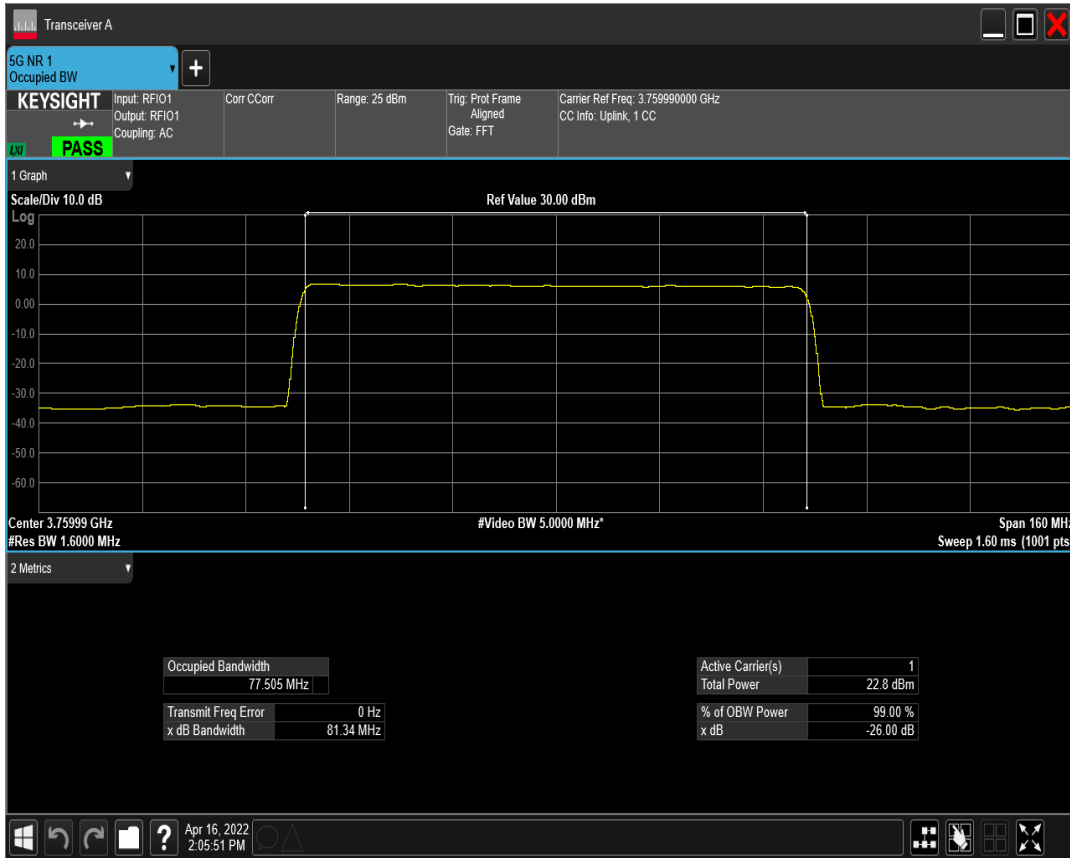 Transceiver A
5G NR 1
Occupied BW
KEYSIGHT
LXI
PASS
Input: RFIO1
Output: RFIO1
Coupling: AC
Corr CCorr
Range: 25 dBm
Trig: Prot Frame
Aligned
Gate: FFT
Carrier Ref Freq: 3.759990000 GHz
CC Info: Uplink, 1 CC
1 Graph
Scale/Div 10.0 dB
Ref Value 30.00 dBm
Log
20.0
10.0
0.00
-10.0
-20.0
-30.0
-40.0
-50.0
-60.0
Center 3.75999 GHz
#Video BW 5.0000 MHz*
Span 160 MHz
#Res BW 1.6000 MHz
Sweep 1.60 ms (1001 pts
2 Metrics
Occupied Bandwidth
77.505 MHz
Transmit Freq Error 0 Hz
x dB Bandwidth 81.34 MHz
Active Carrier(s) 1
Total Power 22.8 dBm
% of OBW Power 99.00 %
x dB -26.00 dB
?
Apr 16, 2022
2:05:51 PM